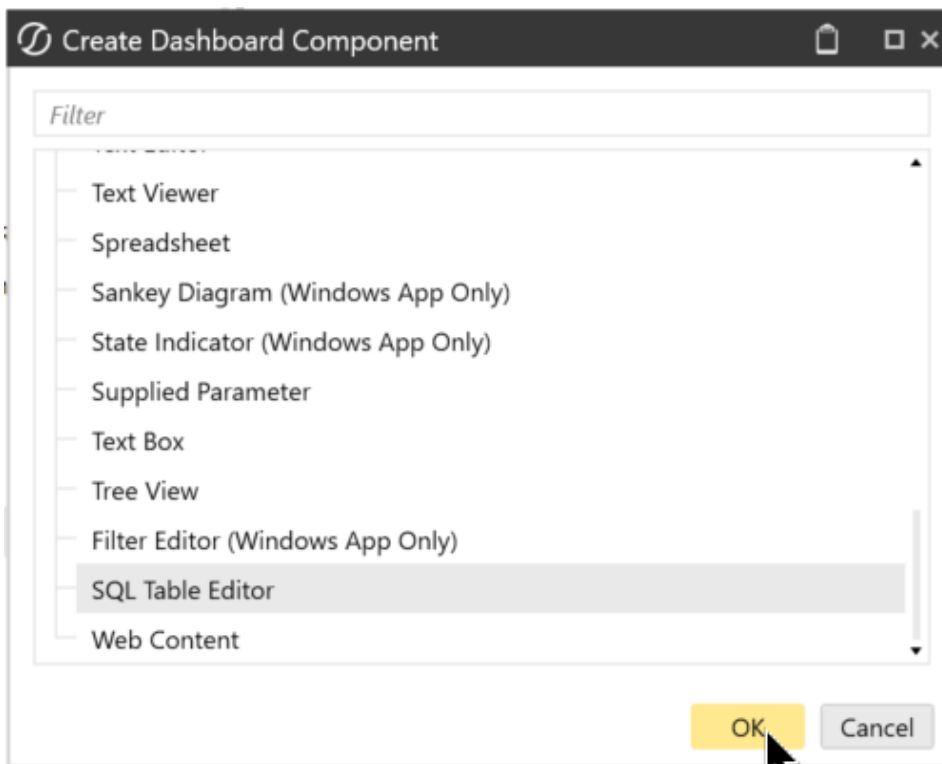 Create Dashboard Component
Filter
Text Viewer
Spreadsheet
Sankey Diagram (Windows App Only)
State Indicator (Windows App Only)
Supplied Parameter
Text Box
Tree View
Filter Editor (Windows App Only)
SQL Table Editor
Web Content
OK
Cancel